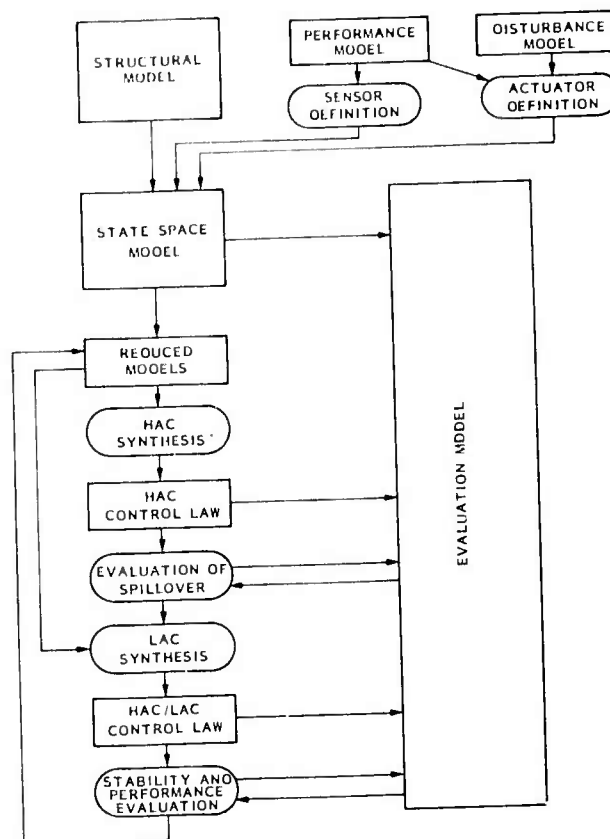 STRUCTURAL
MODEL
PERFORMANCE
MODEL
DISTURBANCE
MODEL
SENSOR
DEFINITION
ACTUATOR
DEFINITION
STATE SPACE
MODEL
REDUCED
MODELS
HAC
SYNTHESIS
HAC
CONTROL LAW
EVALUATION OF
SPILLOVER
LAC
SYNTHESIS
HAC/LAC
CONTROL LAW
STABILITY AND
PERFORMANCE
EVALUATION
EVALUATION MODEL